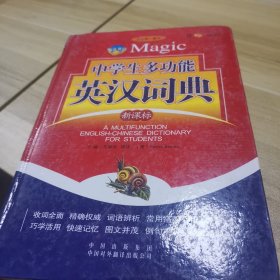 Magic
中学生多功能
英汉词典
新课标
A MULTIFUNCTION
ENGLISH-CHINESE DICTIONARY
FOR STUDENTS
收词全面 精确权威 词语辨析
巧学活用 快速记忆 图文并茂
中国出版集团
中国对外翻译出版公司